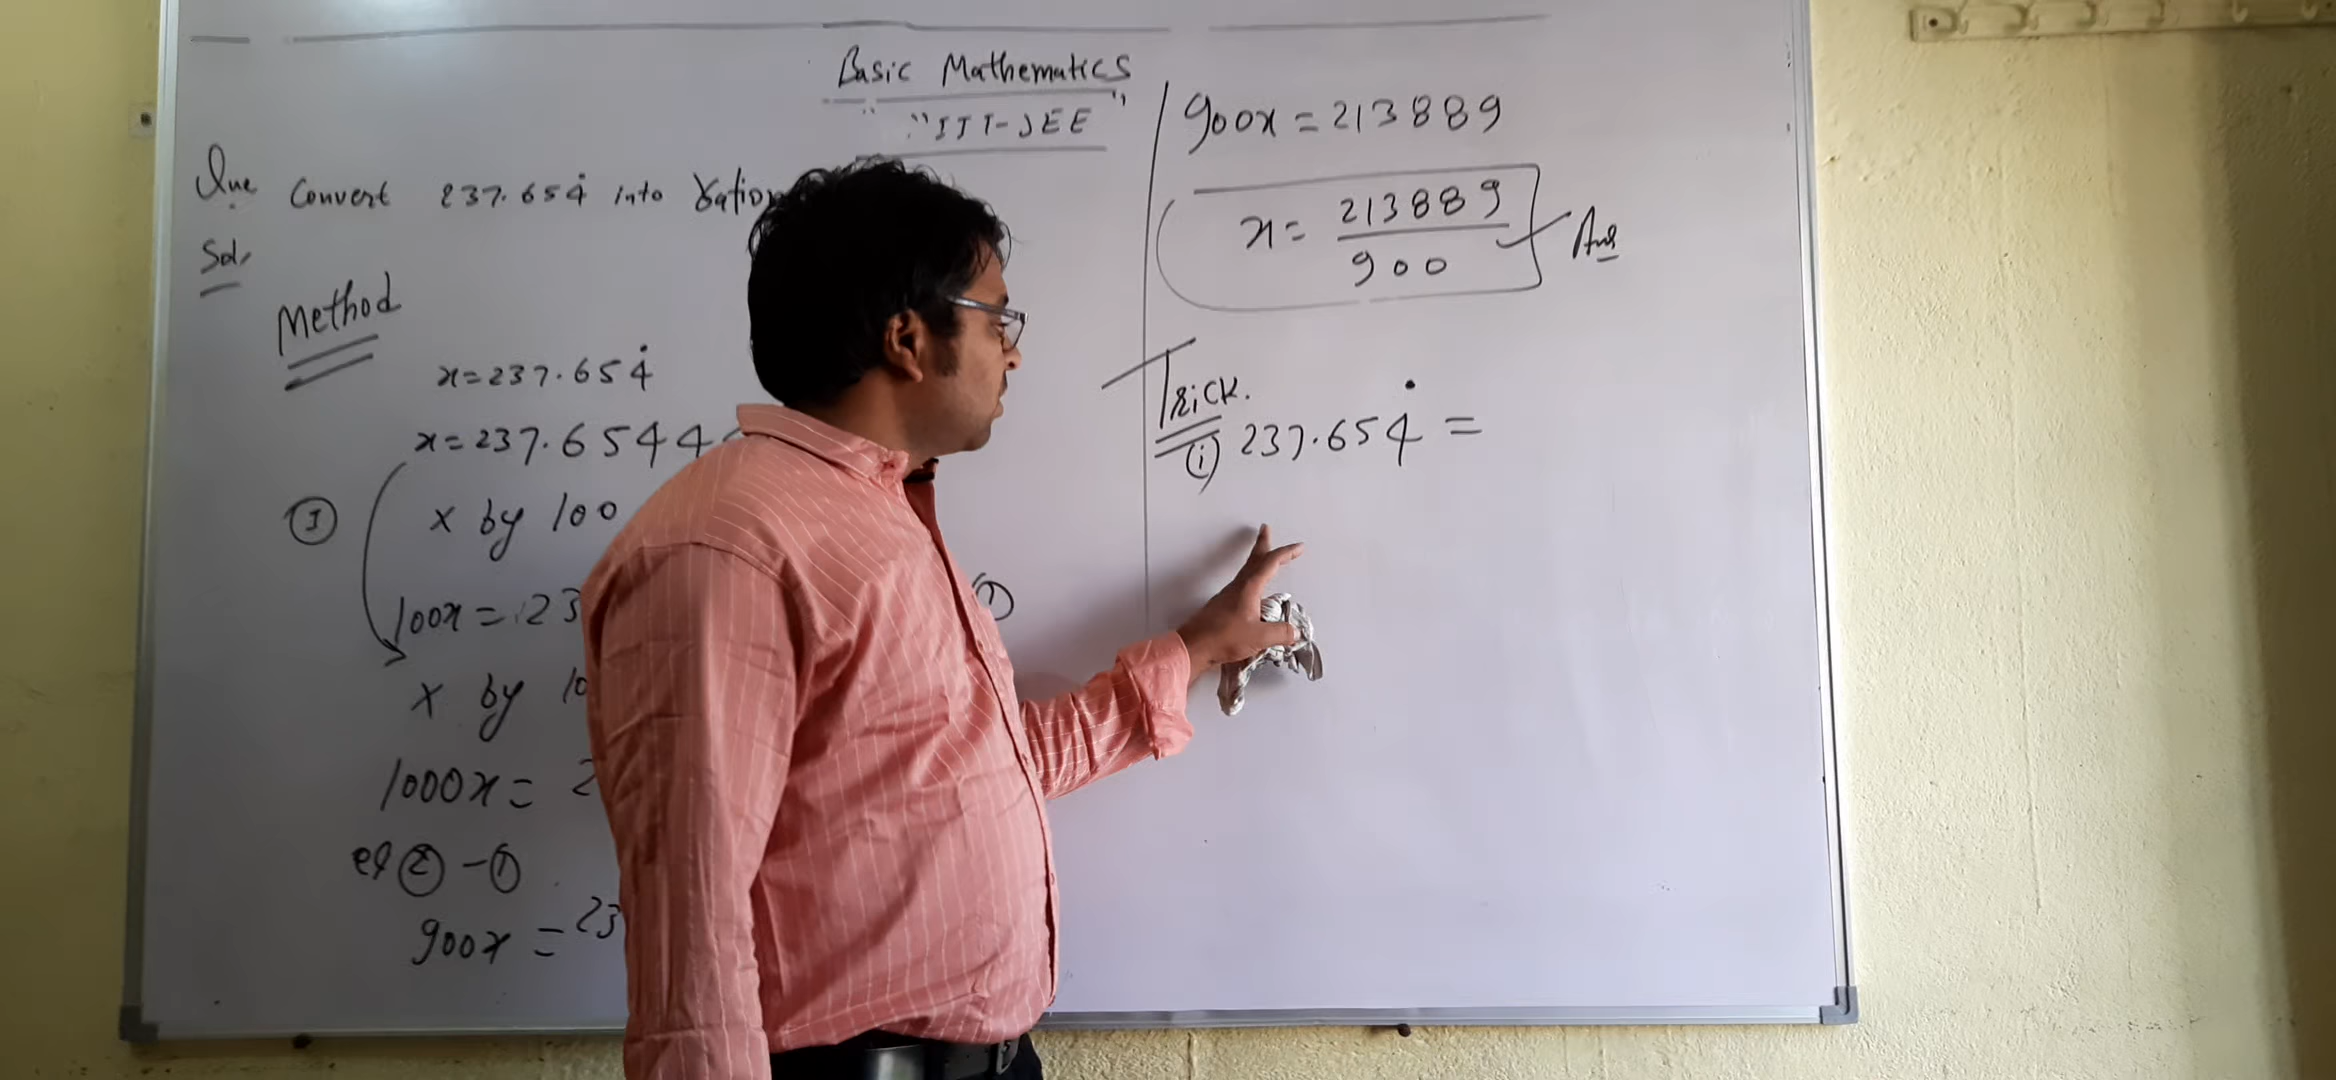 Basic Mathematics
"IIT-JEE"
Que Convert 237.654̇ into
Sol.
Method
x=237.654̇
x=237.6544
① x by 100
100x = 23
①
x by 10
1000x = 2
eq ② - ①
900x = 23
900x = 213889
x = 213889
900
Ans
Trick.
(i) 237.654̇ =